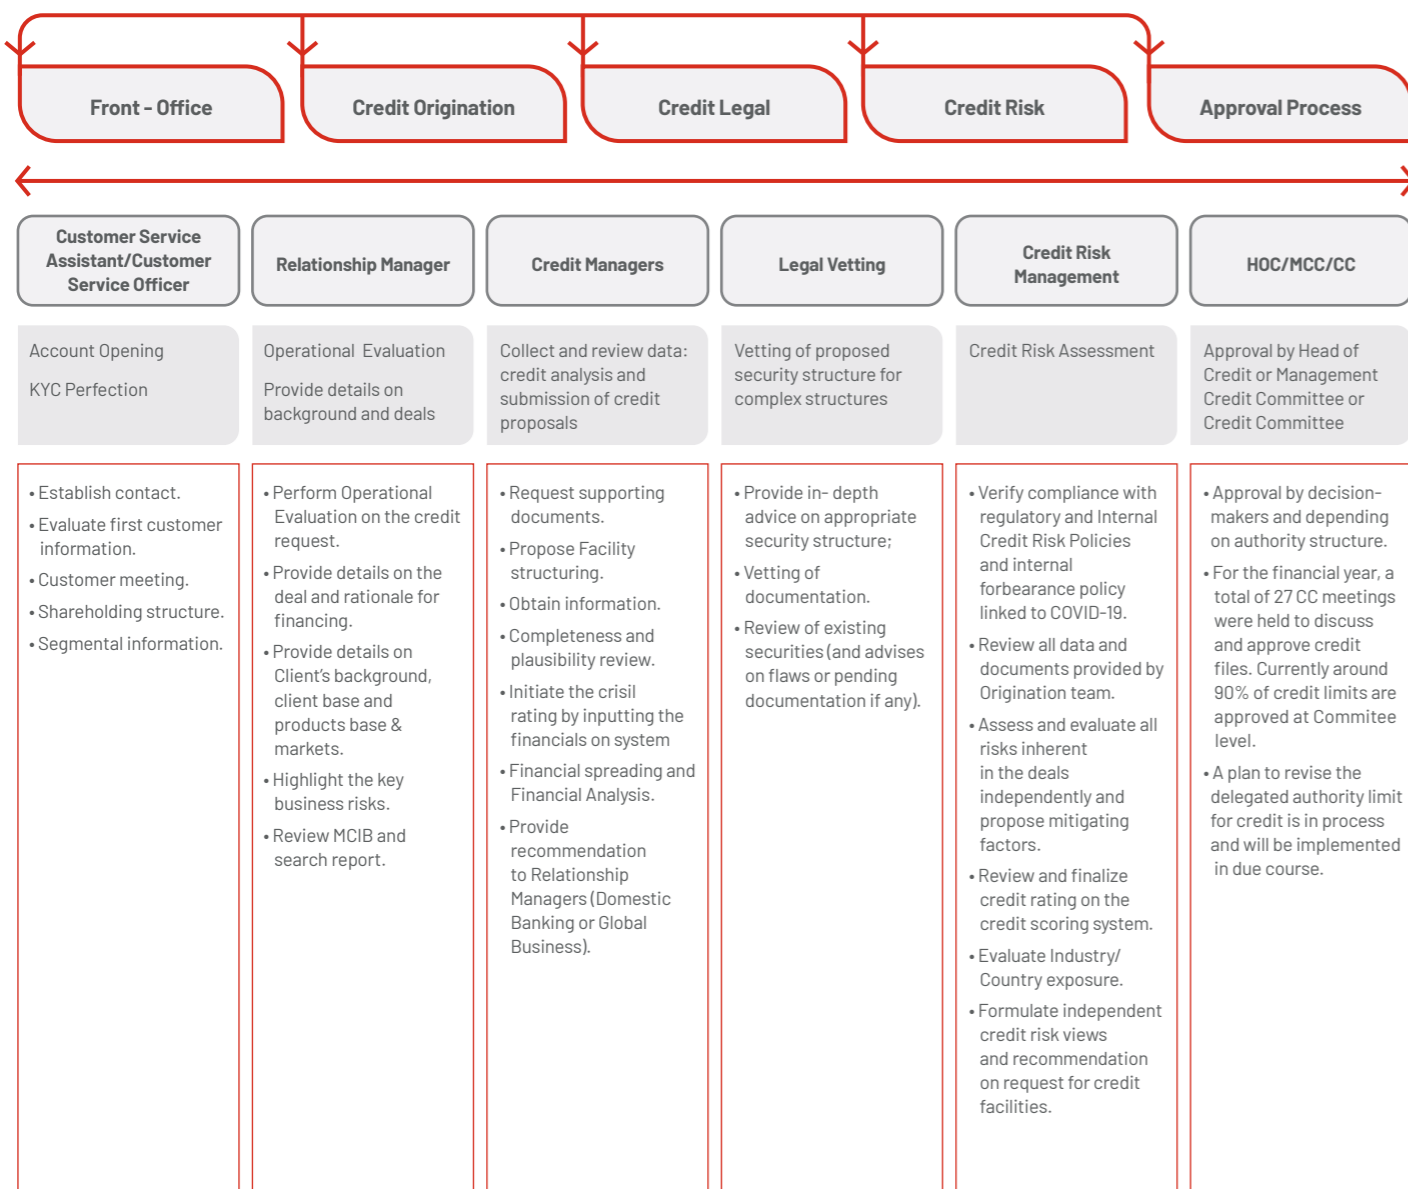 Front - Office
Credit Origination
Credit Legal
Credit Risk
Approval Process
Customer Service
Assistant/Customer
Service Officer
Relationship Manager
Credit Managers
Legal Vetting
Credit Risk
Management
HOC/MCC/CC
Account Opening
KYC Perfection
Operational Evaluation
Provide details on
background and deals
Collect and review data:
credit analysis and
submission of credit
proposals
Vetting of proposed
security structure for
complex structures
Credit Risk Assessment
Approval by Head of
Credit or Management
Credit Committee or
Credit Committee
• Establish contact.
• Evaluate first customer
information.
• Customer meeting.
• Shareholding structure.
• Segmental information.
• Perform Operational
Evaluation on the credit
request.
• Provide details on the
deal and rationale for
financing.
• Provide details on
Client's background,
client base and
products base &
markets.
• Highlight the key
business risks.
• Review MCIB and
search report.
• Request supporting
documents.
• Propose Facility
structuring.
• Obtain information.
• Completeness and
plausibility review.
• Initiate the crisil
rating by inputting the
financials on system
• Financial spreading and
Financial Analysis.
• Provide
recommendation
to Relationship
Managers (Domestic
Banking or Global
Business).
• Provide in- depth
advice on appropriate
security structure;
• Vetting of
documentation.
• Review of existing
securities (and advises
on flaws or pending
documentation if any).
• Verify compliance with
regulatory and Internal
Credit Risk Policies
and internal
forbearance policy
linked to COVID-19.
• Review all data and
documents provided by
Origination team.
• Assess and evaluate all
risks inherent
in the deals
independently and
propose mitigating
factors.
• Review and finalize
credit rating on the
credit scoring system.
• Evaluate Industry/
Country exposure.
• Formulate independent
credit risk views
and recommendation
on request for credit
facilities.
• Approval by decision-
makers and depending
on authority structure.
• For the financial year, a
total of 27 CC meetings
were held to discuss
and approve credit
files. Currently around
90% of credit limits are
approved at Commitee
level.
• A plan to revise the
delegated authority limit
for credit is in process
and will be implemented
in due course.